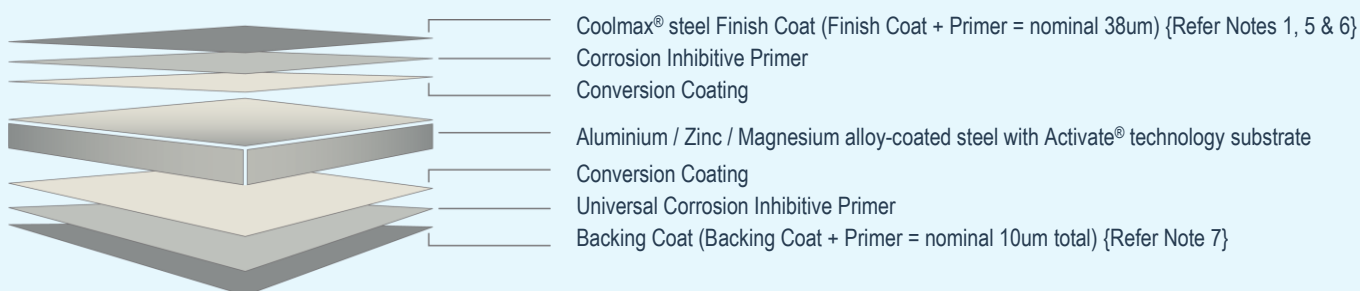 Coolmax® steel Finish Coat (Finish Coat + Primer = nominal 38um) {Refer Notes 1, 5 & 6}
Corrosion Inhibitive Primer
Conversion Coating
Aluminium / Zinc / Magnesium alloy-coated steel with Activate® technology substrate
Conversion Coating
Universal Corrosion Inhibitive Primer
Backing Coat (Backing Coat + Primer = nominal 10um total) {Refer Note 7}